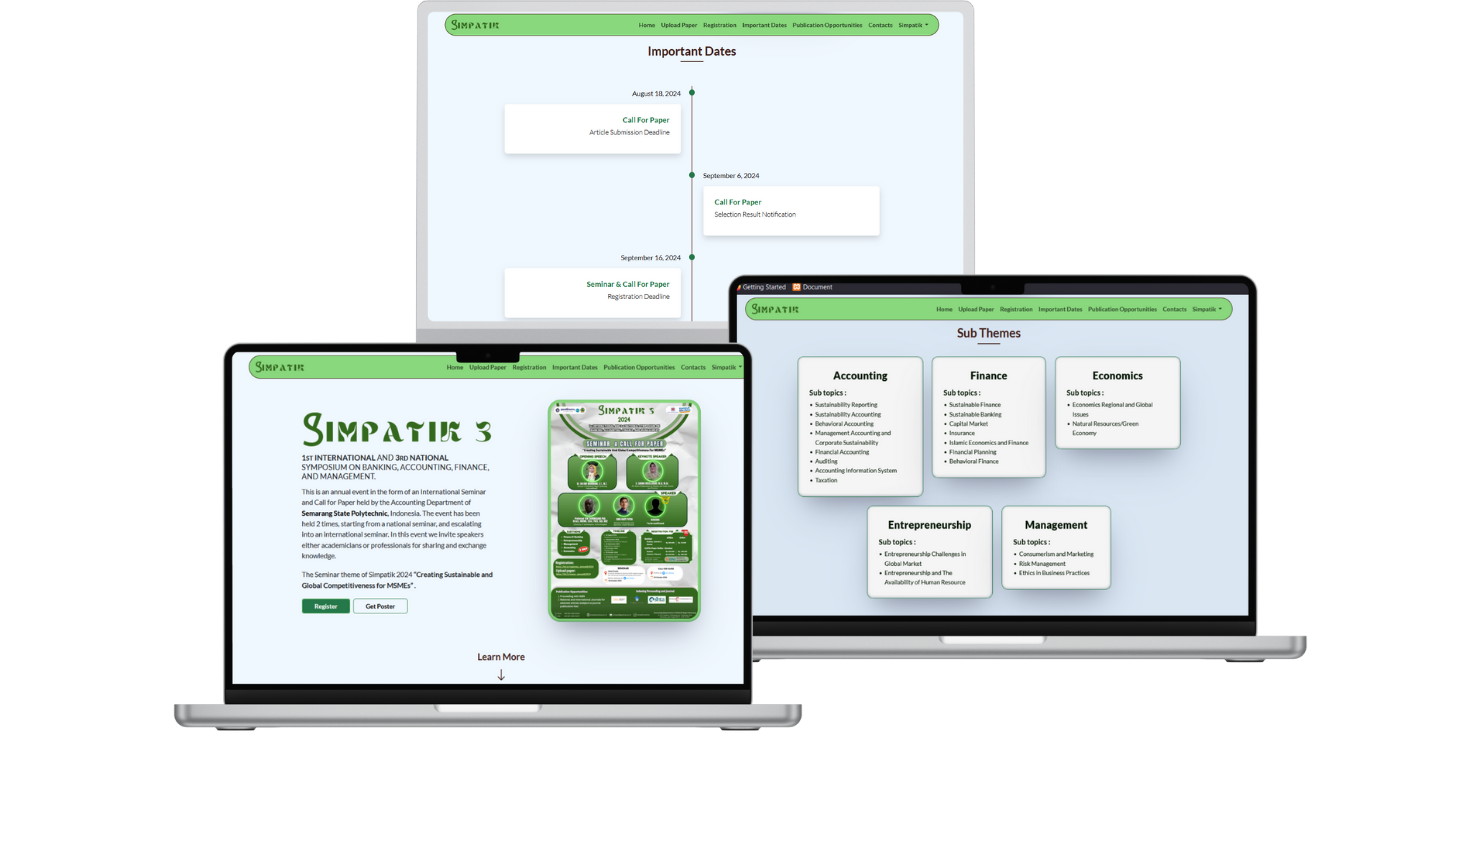 SIMPATIK
Home Upload Paper Registration Important Dates Publication Opportunities Contacts Simpatik
Important Dates
August 18, 2024
Call For Paper
Article Submission Deadline
September 6, 2024
Call For Paper
Selection Result Notification
September 16, 2024
Seminar & Call For Paper
Registration Deadline
Getting Started Document
SIMPATIK
Home Upload Paper Registration Important Dates Publication Opportunities Contacts Simpatik
Sub Themes
Accounting
Sub topics :
• Sustainability Reporting
• Sustainability Accounting
• Behavioral Accounting
• Management Accounting and
Corporate Sustainability
• Financial Accounting
• Auditing
• Accounting Information System
• Taxation
Finance
Sub topics :
• Sustainable Finance
• Sustainable Banking
• Capital Market
• Insurance
• Islamic Economics and Finance
• Financial Planning
• Behavioral Finance
Economics
Sub topics :
• Economics Regional and Global
Issues
• Natural Resources/Green
Economy
Entrepreneurship
Sub topics :
• Entrepreneurship Challenges in
Global Market
• Entrepreneurship and The
Availability of Human Resource
Management
Sub topics :
• Consumerism and Marketing
• Risk Management
• Ethics in Business Practices
SIMPATIK
Home Upload Paper Registration Important Dates Publication Opportunities Contacts Simpatik
SIMPATIK 3
1ST INTERNATIONAL AND 3RD NATIONAL
SYMPOSIUM ON BANKING, ACCOUNTING, FINANCE,
AND MANAGEMENT.
This is an annual event in the form of an International Seminar
and Call for Paper held by the Accounting Department of
Semarang State Polytechnic, Indonesia. The event has been
held 2 times, starting from a national seminar, and escalating
into an international seminar. In this event we invite speakers
either academicians or professionals for sharing and exchange
knowledge.
The Seminar theme of Simpatik 2024 "Creating Sustainable and
Global Competitiveness for MSMEs" .
Register Get Poster
SIMPATIK 3
2024
SEMINAR & CALL FOR PAPER
"Creating Sustainable and Global Competitiveness for MSMEs"
OPENING SPEECH
KEYNOTE SPEAKER
SPEAKER
Learn More